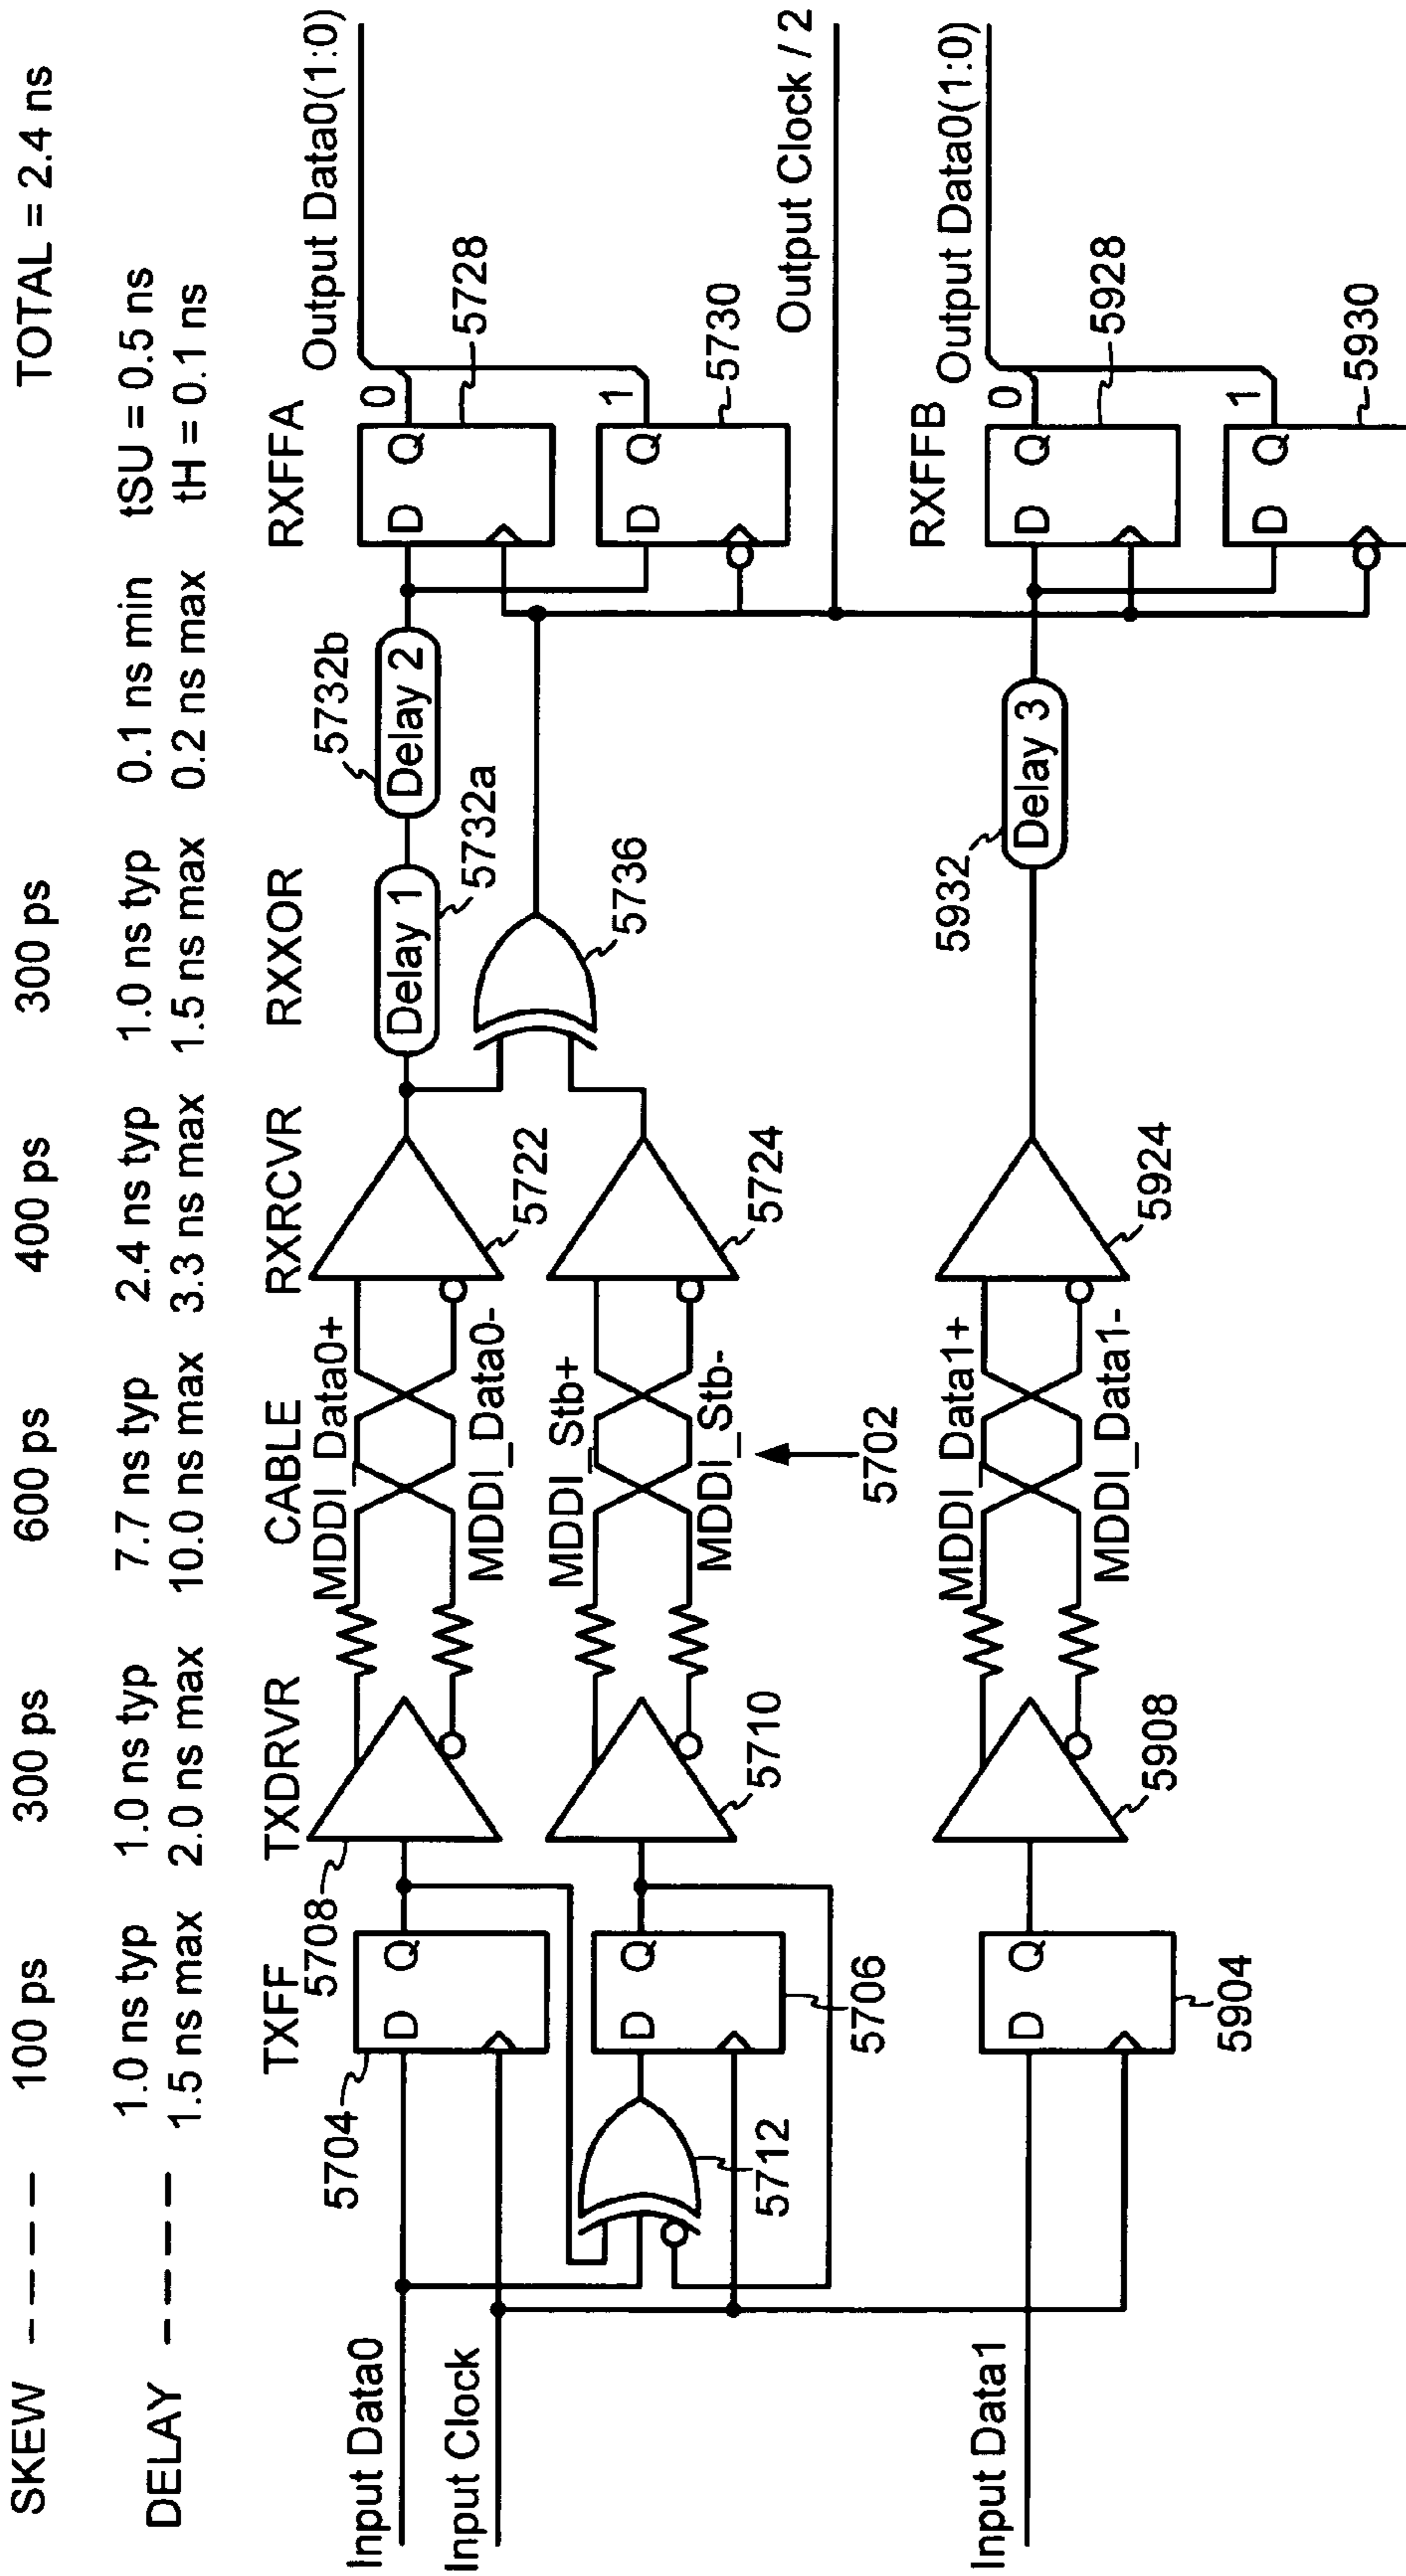 SKEW 100 ps 300 ps 600 ps 400 ps 300 ps TOTAL = 2.4 ns
DELAY 1.0 ns typ 1.0 ns typ 7.7 ns typ 2.4 ns typ 1.0 ns typ 0.1 ns min tSU = 0.5 ns
1.5 ns max 2.0 ns max 10.0 ns max 3.3 ns max 1.5 ns max 0.2 ns max tH = 0.1 ns
TXFF TXDRVR CABLE RXRCVR RXXOR RXFFA
5704
5708
MDDI_Data0+
5732b
Output Data0(1:0)
Input Data0
D Q
Delay 1
Delay 2
D Q
0
5728
Input Clock
MDDI_Data0-
5722
5732a
MDDI_Stb+
5736
D Q
1
5730
D Q
5712
5706
5710
MDDI_Stb-
5724
Output Clock / 2
5702
RXFFB
MDDI_Data1+
5932
Output Data0(1:0)
Input Data1
D Q
Delay 3
D Q
0
5928
MDDI_Data1-
5904
5908
5924
D Q
1
5930